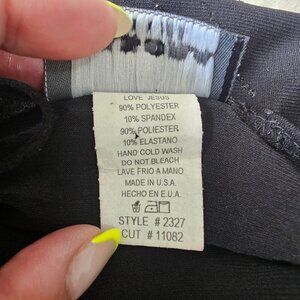 LOVE JESUS
90% POLYESTER
10% SPANDEX
90% POLIESTER
10% ELASTANO
HAND COLD WASH
DO NOT BLEACH
LAVE FRIO A MANO
MADE IN U.S.A.
HECHO EN E.U.A.
STYLE # 2327
CUT # 11082